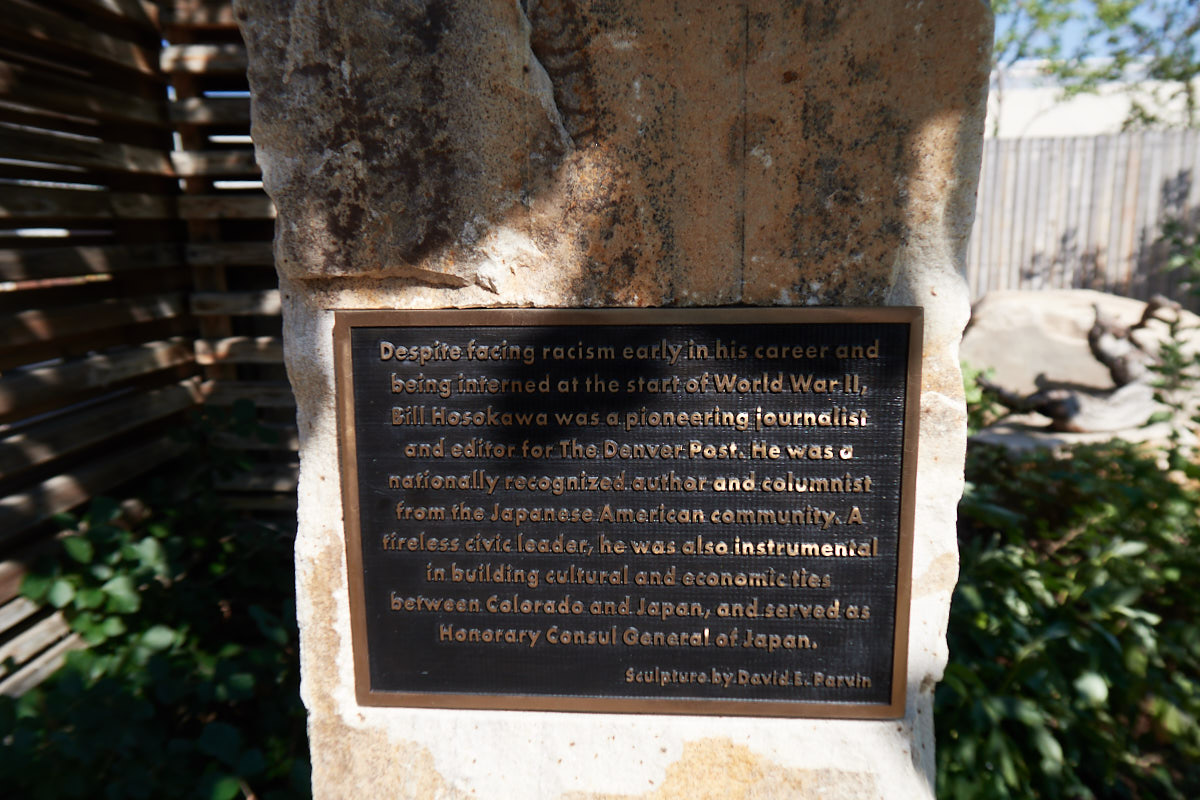 Despite facing racism early in his career and
being interned at the start of World War II,
Bill Hosokawa was a pioneering journalist
and editor for The Denver Post. He was a
nationally recognized author and columnist
from the Japanese American community. A
tireless civic leader, he was also instrumental
in building cultural and economic ties
between Colorado and Japan, and served as
Honorary Consul General of Japan.
Sculpture by David E. Parvin